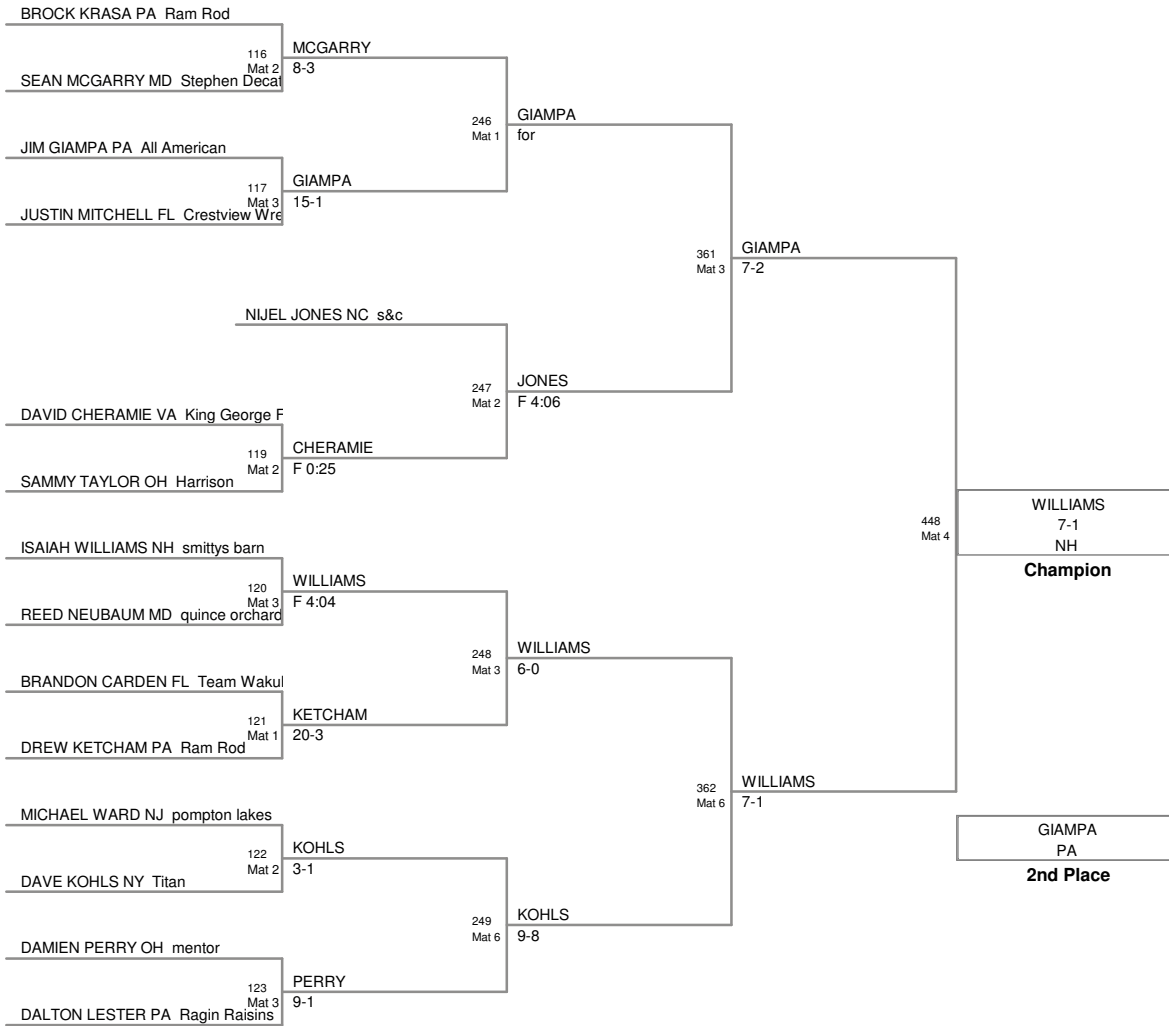 BROCK KRASA PA  Ram Rod
116
Mat 2
MCGARRY
8-3
SEAN MCGARRY MD  Stephen Decat
246
Mat 1
GIAMPA
for
JIM GIAMPA PA  All American
117
Mat 3
GIAMPA
15-1
JUSTIN MITCHELL FL  Crestview Wre
361
Mat 3
GIAMPA
7-2
NIJEL JONES NC  s&c
247
Mat 2
JONES
F 4:06
DAVID CHERAMIE VA  King George F
119
Mat 2
CHERAMIE
F 0:25
SAMMY TAYLOR OH  Harrison
448
Mat 4
WILLIAMS
7-1
NH
Champion
ISAIAH WILLIAMS NH  smittys barn
120
Mat 3
WILLIAMS
F 4:04
REED NEUBAUM MD  quince orchard
248
Mat 3
WILLIAMS
6-0
BRANDON CARDEN FL  Team Wakul
121
Mat 1
KETCHAM
20-3
DREW KETCHAM PA  Ram Rod
362
Mat 6
WILLIAMS
7-1
MICHAEL WARD NJ  pompton lakes
122
Mat 2
KOHLS
3-1
DAVE KOHLS NY  Titan
GIAMPA
PA
2nd Place
249
Mat 6
KOHLS
9-8
DAMIEN PERRY OH  mentor
123
Mat 3
PERRY
9-1
DALTON LESTER PA  Ragin Raisins